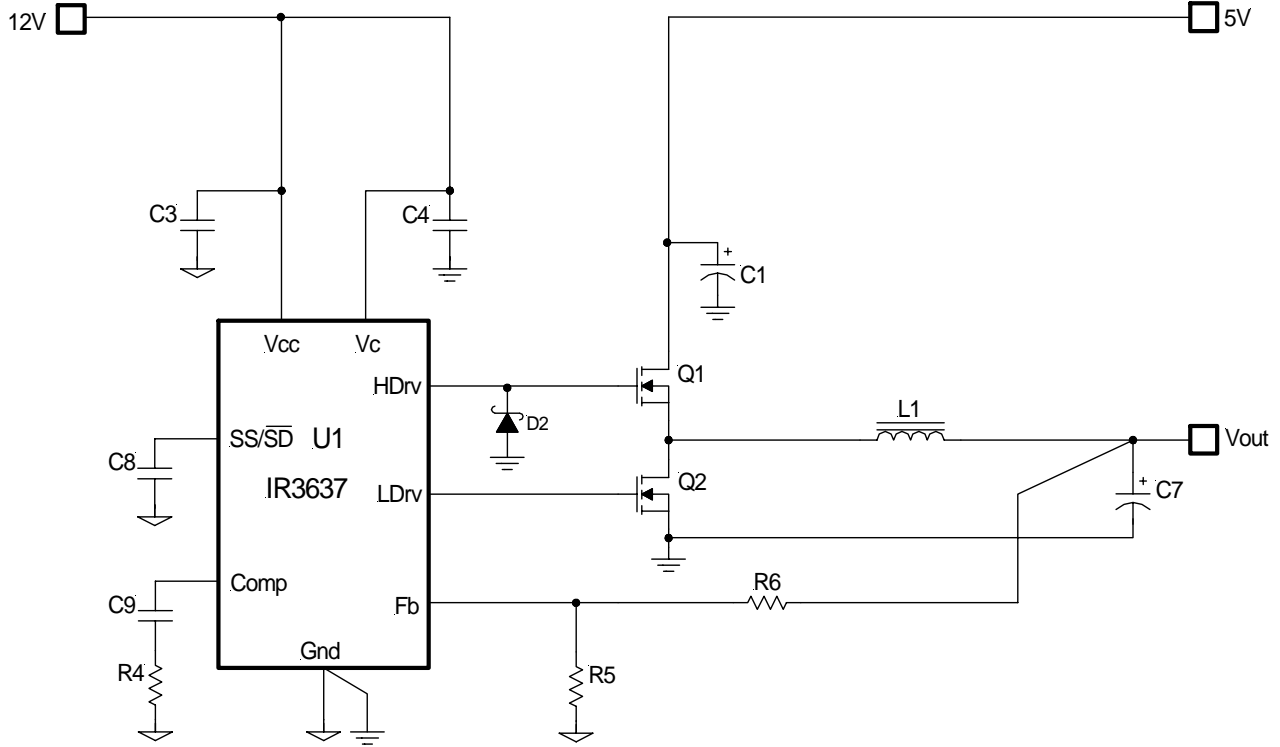 12V
5V
C3
C4
C1
Vcc
Vc
HDrv
Q1
D2
L1
SS/SD
U1
Vout
C8
IR3637
LDrv
Q2
C7
Comp
R6
C9
Fb
Gnd
R4
R5